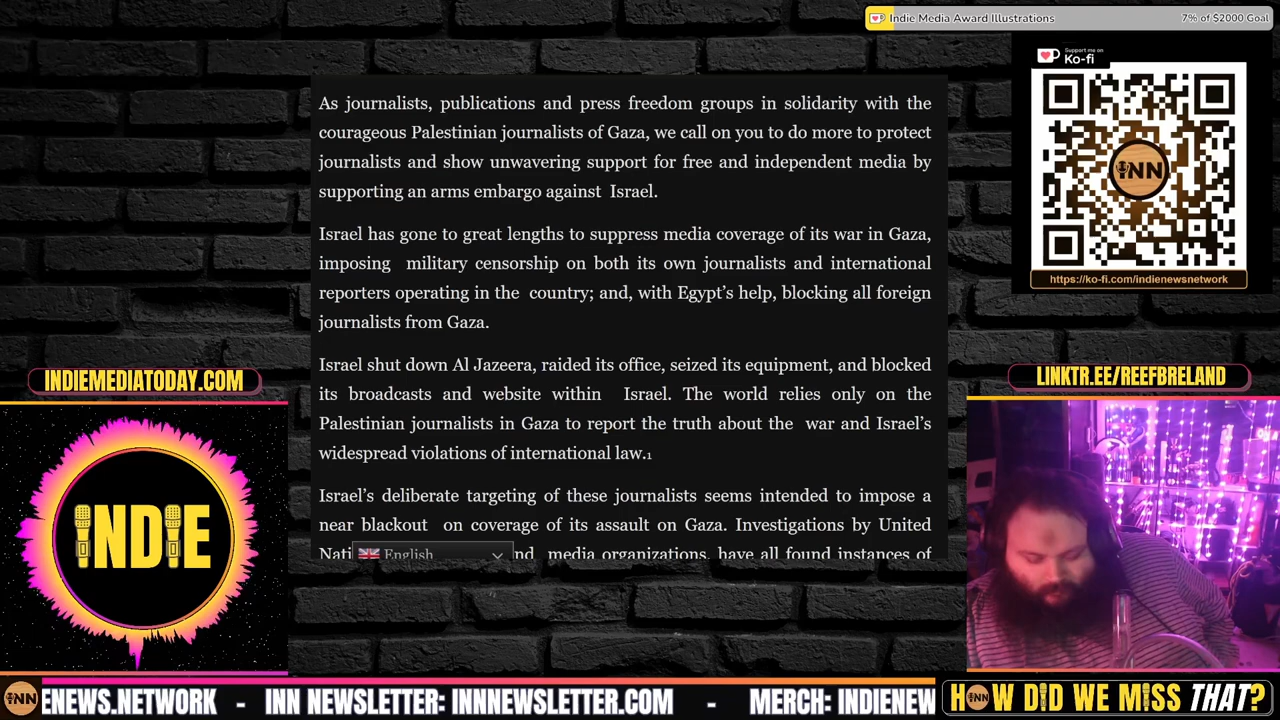 Indie Media Award Illustrations
7% of $2000 Goal
Support me on
Ko-fi
iNN
https://ko-fi.com/indienewsnetwork
As journalists, publications and press freedom groups in solidarity with the
courageous Palestinian journalists of Gaza, we call on you to do more to protect
journalists and show unwavering support for free and independent media by
supporting an arms embargo against Israel.
Israel has gone to great lengths to suppress media coverage of its war in Gaza,
imposing military censorship on both its own journalists and international
reporters operating in the country; and, with Egypt’s help, blocking all foreign
journalists from Gaza.
Israel shut down Al Jazeera, raided its office, seized its equipment, and blocked
its broadcasts and website within Israel. The world relies only on the
Palestinian journalists in Gaza to report the truth about the war and Israel’s
widespread violations of international law.1
Israel’s deliberate targeting of these journalists seems intended to impose a
near blackout on coverage of its assault on Gaza. Investigations by United
Nati nd media organizations, have all found instances of
English
INDIEMEDIATODAY.COM
LINKTR.EE/REEFBRELAND
INDIE
iNN
ENEWS.NETWORK - INN NEWSLETTER: INNNEWSLETTER.COM - MERCH: INDIENEW
HOW DID WE MISS THAT?